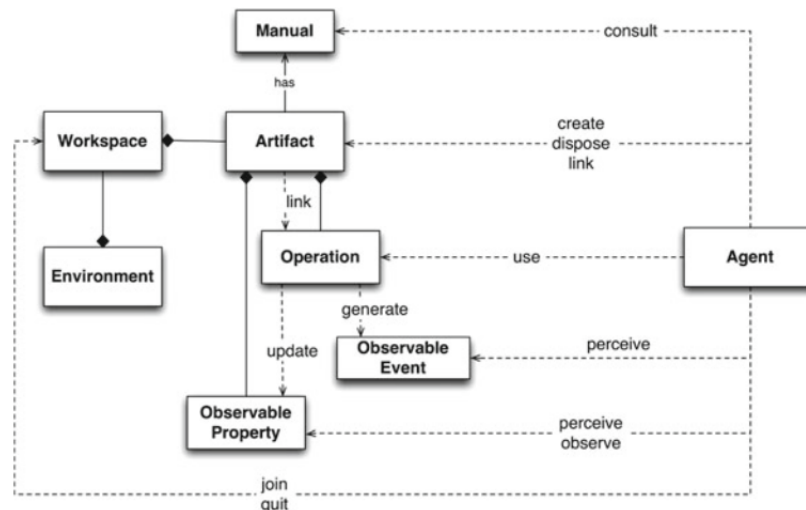 Manual
consult
has
create
dispose
link
Workspace
Artifact
link
Environment
Operation
use
Agent
generate
update
Observable
Event
perceive
Observable
Property
perceive
observe
join
quit